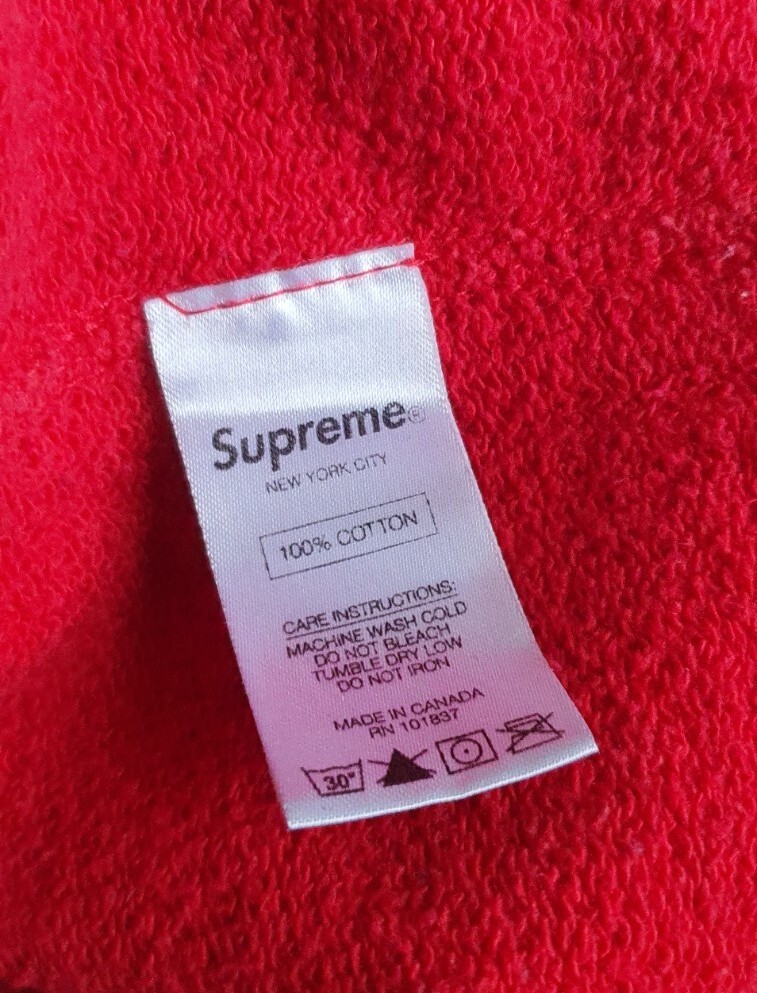 Supreme®
NEW YORK CITY
100% COTTON
CARE INSTRUCTIONS:
MACHINE WASH COLD
DO NOT BLEACH
TUMBLE DRY LOW
DO NOT IRON
MADE IN CANADA
RN 101837
30°